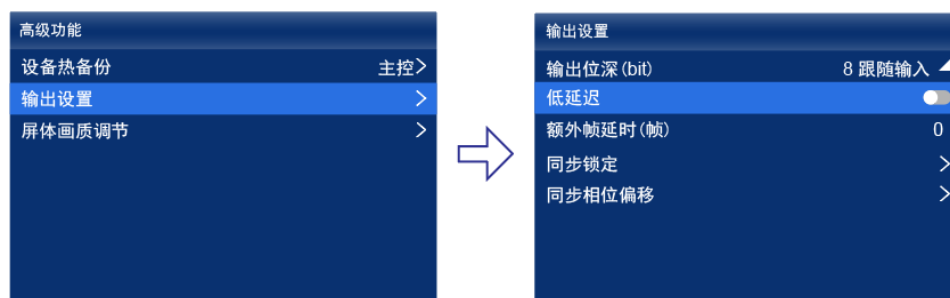 高级功能
设备热备份 主控>
输出设置 >
屏体画质调节 >
输出设置
输出位深(bit) 8 跟随输入
低延迟
额外帧延时(帧) 0
同步锁定 >
同步相位偏移 >